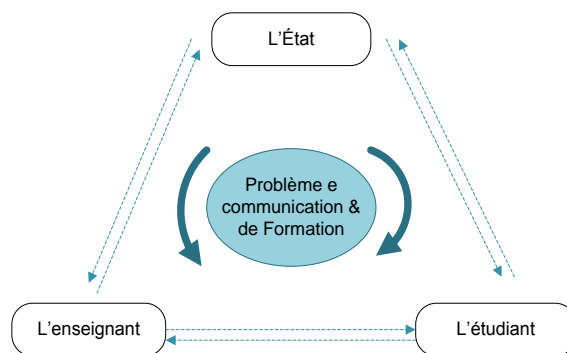 L'État
Problème e
communication &
de Formation
L'enseignant
L'étudiant